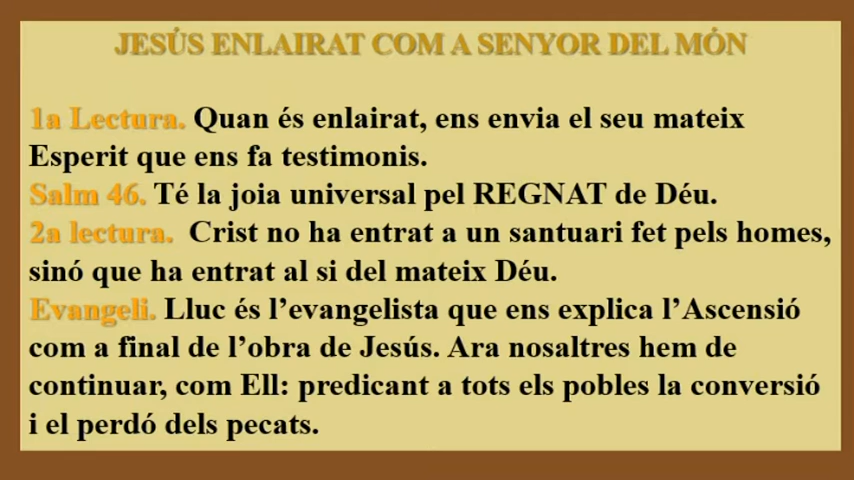 JESÚS ENLAIRAT COM A SENYOR DEL MÓN
1a Lectura. Quan és enlairat, ens envia el seu mateix
Esperit que ens fa testimonis.
Salm 46. Té la joia universal pel REGNAT de Déu.
2a lectura. Crist no ha entrat a un santuari fet pels homes,
sinó que ha entrat al si del mateix Déu.
Evangeli. Lluc és l’evangelista que ens explica l’Ascensió
com a final de l’obra de Jesús. Ara nosaltres hem de
continuar, com Ell: predicant a tots els pobles la conversió
i el perdó dels pecats.